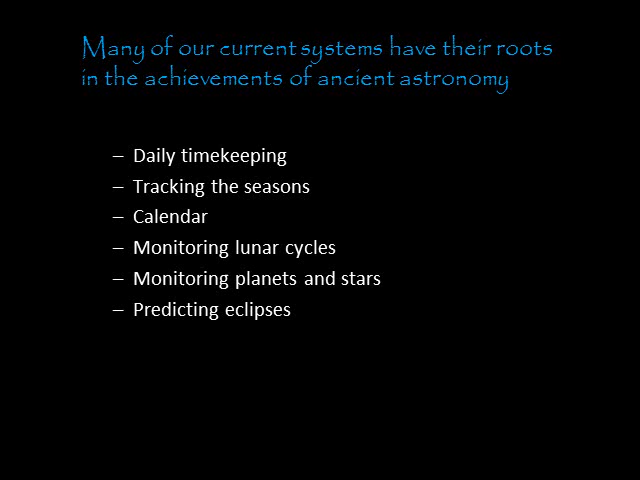 Many of our current systems have their roots
in the achievements of ancient astronomy
– Daily timekeeping
– Tracking the seasons
– Calendar
– Monitoring lunar cycles
– Monitoring planets and stars
– Predicting eclipses